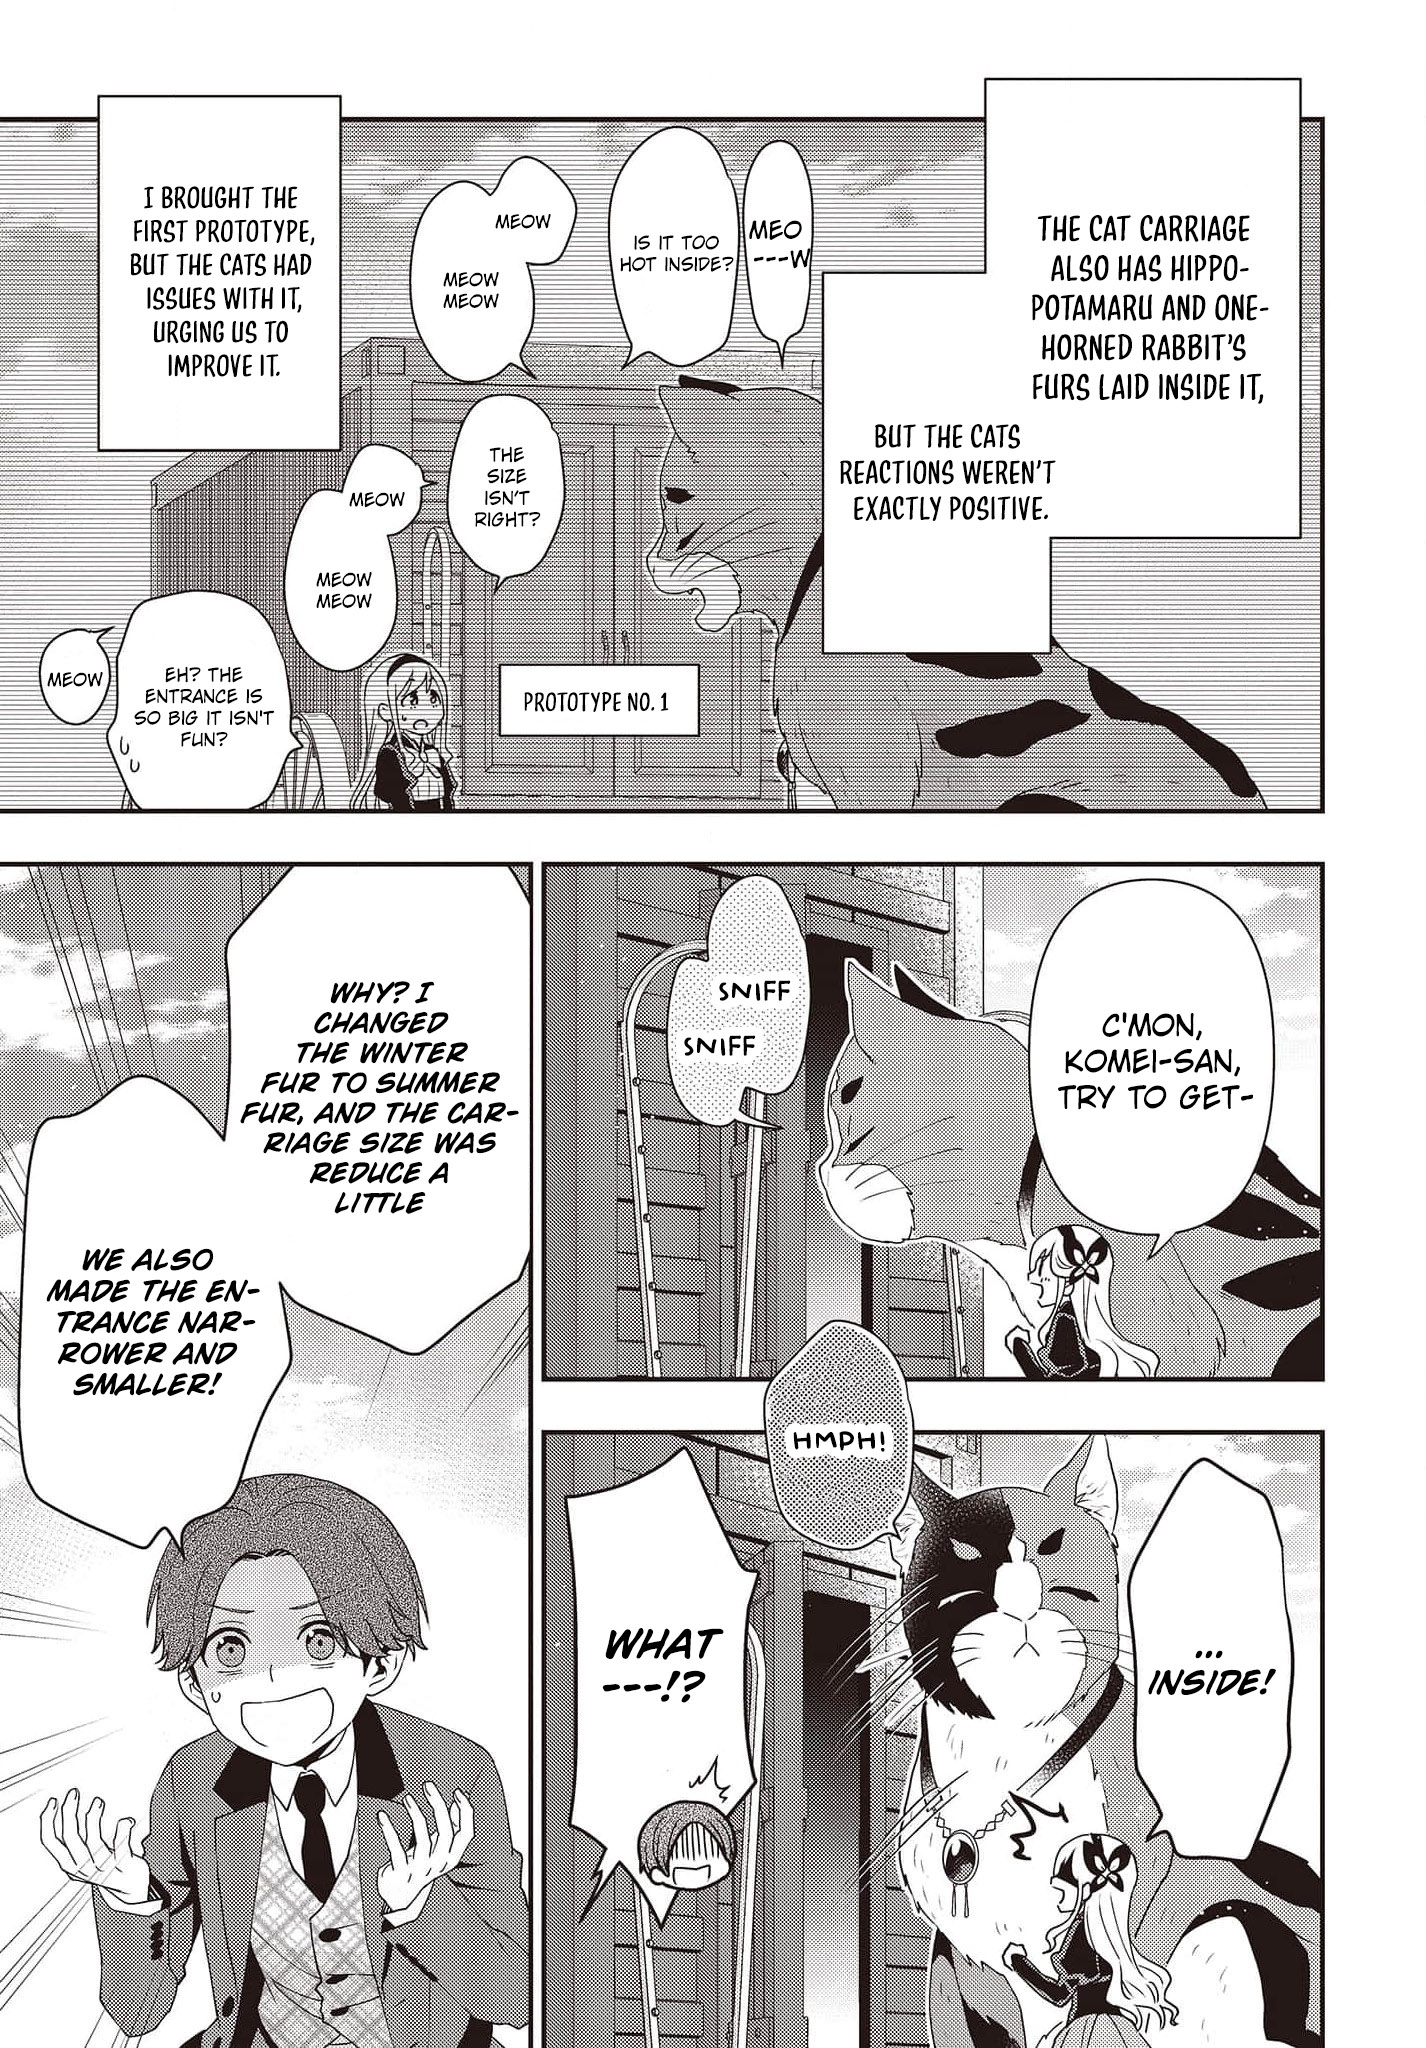 THE CAT CARRIAGE
ALSO HAS HIPPO-
POTAMARU AND ONE-
HORNED RABBIT'S
FURS LAID INSIDE IT,
BUT THE CATS
REACTIONS WEREN'T
EXACTLY POSITIVE.
MEO
---W
IS IT TOO
HOT INSIDE?
MEOW
MEOW
MEOW
THE
SIZE
ISN'T
RIGHT?
MEOW
MEOW
MEOW
EH? THE
ENTRANCE IS
SO BIG IT ISN'T
FUN?
MEOW
PROTOTYPE NO. 1
I BROUGHT THE
FIRST PROTOTYPE,
BUT THE CATS HAD
ISSUES WITH IT,
URGING US TO
IMPROVE IT.
C'MON,
KOMEI-SAN,
TRY TO GET-
SNIFF
SNIFF
...
INSIDE!
HMPH!
WHAT
---!?
WHY? I
CHANGED
THE WINTER
FUR TO SUMMER
FUR, AND THE CAR-
RIAGE SIZE WAS
REDUCE A
LITTLE
WE ALSO
MADE THE EN-
TRANCE NAR-
ROWER AND
SMALLER!